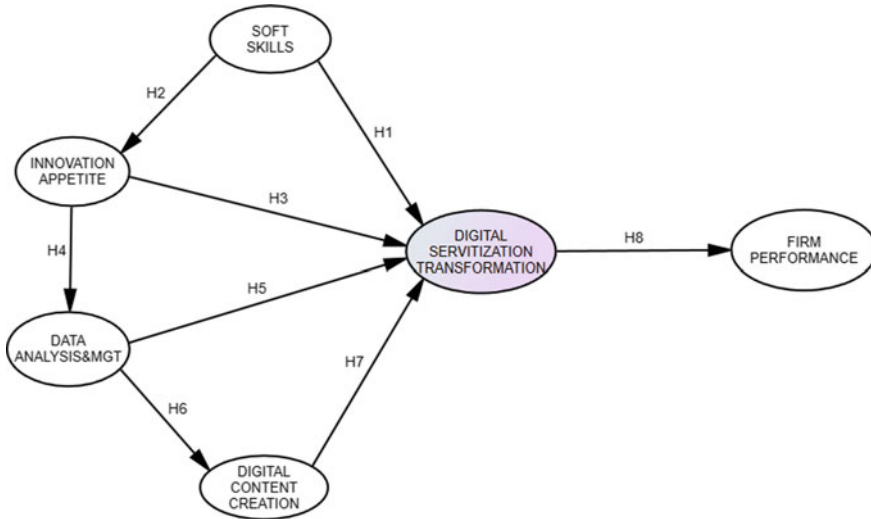 SOFT
SKILLS
H2
H1
INNOVATION
APPETITE
H3
H4
DIGITAL
SERVITIZATION
TRANSFORMATION
H8
FIRM
PERFORMANCE
H5
DATA
ANALYSIS&MGT
H7
H6
DIGITAL
CONTENT
CREATION